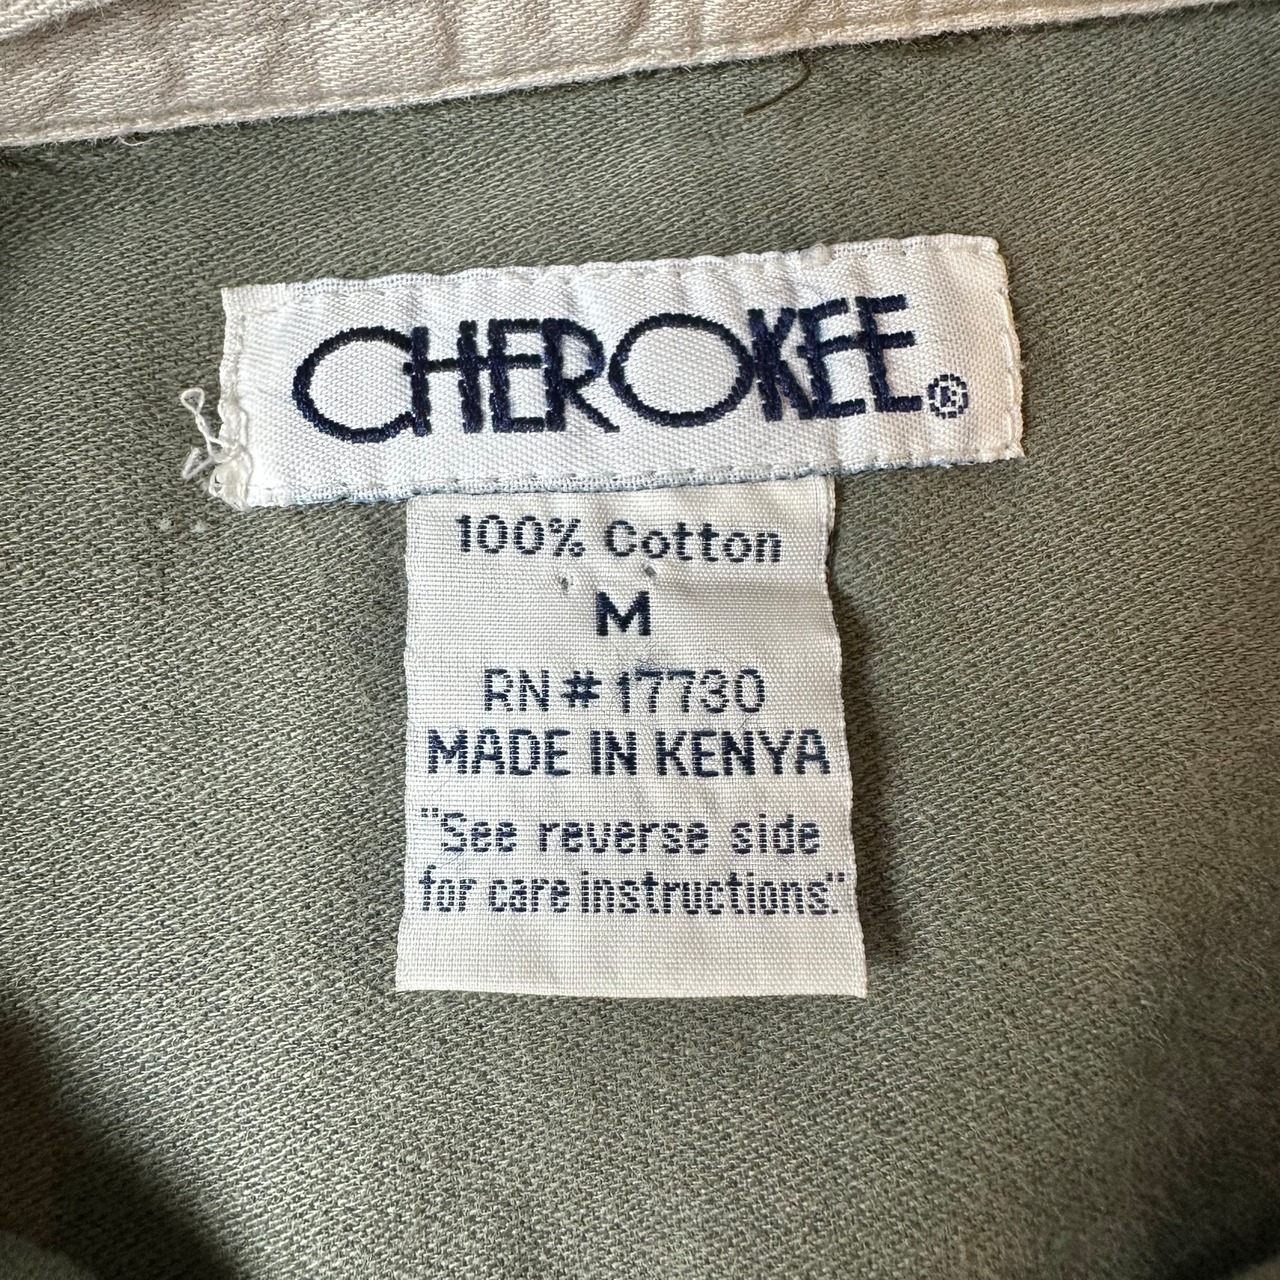 CHEROKEE®
100% Cotton
M
RN# 17730
MADE IN KENYA
"See reverse side
for care instructions."